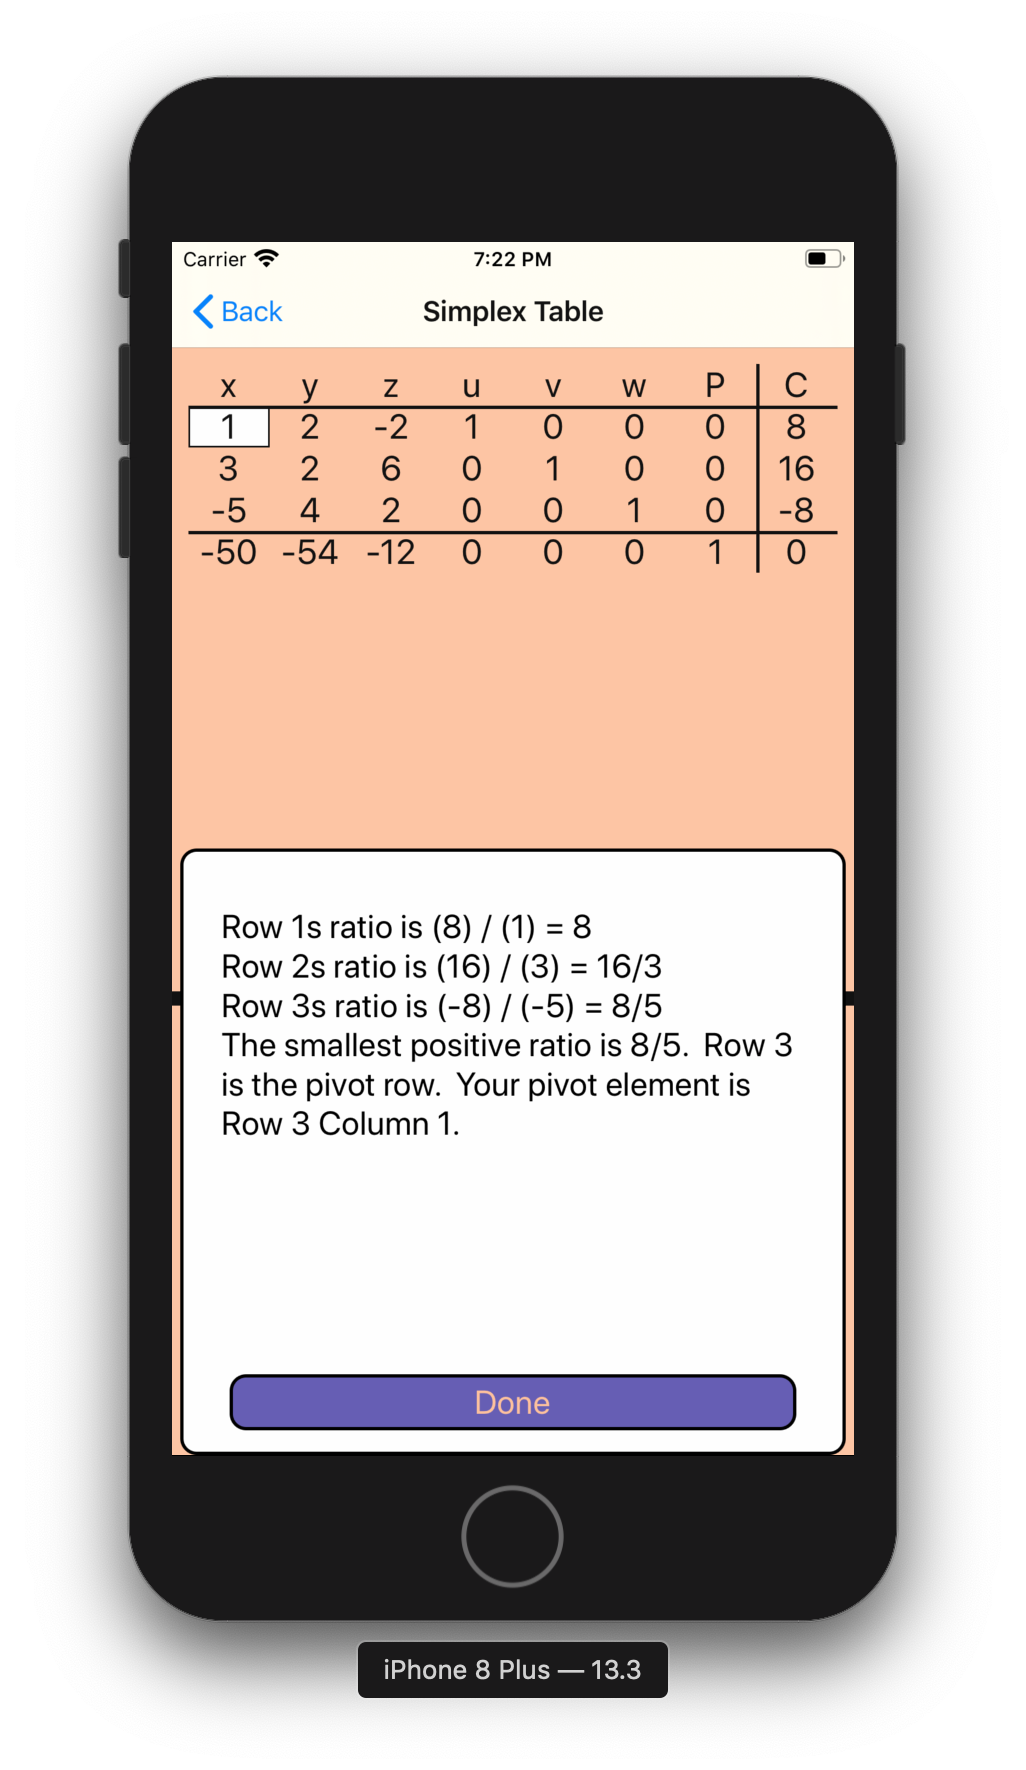 Carrier 7:22 PM
Back Simplex Table
x y z u v w P C
1 2 -2 1 0 0 0 8
3 2 6 0 1 0 0 16
-5 4 2 0 0 1 0 -8
-50 -54 -12 0 0 0 1 0
Row 1s ratio is (8) / (1) = 8
Row 2s ratio is (16) / (3) = 16/3
Row 3s ratio is (-8) / (-5) = 8/5
The smallest positive ratio is 8/5.  Row 3
is the pivot row.  Your pivot element is
Row 3 Column 1.
Done
iPhone 8 Plus — 13.3